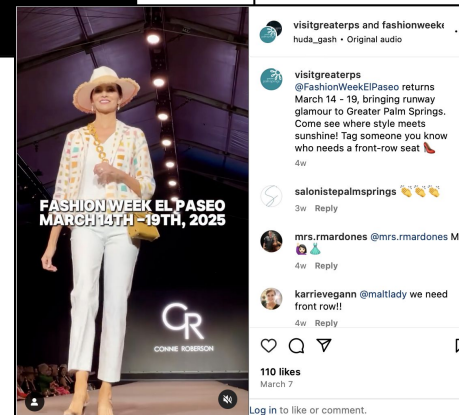 FASHION WEEK EL PASEO
MARCH 14TH -19TH, 2025
CR
CONNIE ROBERSON
visitgreaterps and fashionweeke
huda_gash • Original audio
visitgreaterps
@FashionWeekElPaseo returns
March 14 - 19, bringing runway
glamour to Greater Palm Springs.
Come see where style meets
sunshine! Tag someone you know
who needs a front-row seat 👠
4w
salonistepalmsprings 👏👏👏
3w Reply
mrs.rmardones @mrs.rmardones M
🙋🏻‍♀️👗
4w Reply
karrievegann @maltlady we need
front row!!
4w Reply
110 likes
March 7
Log in to like or comment.